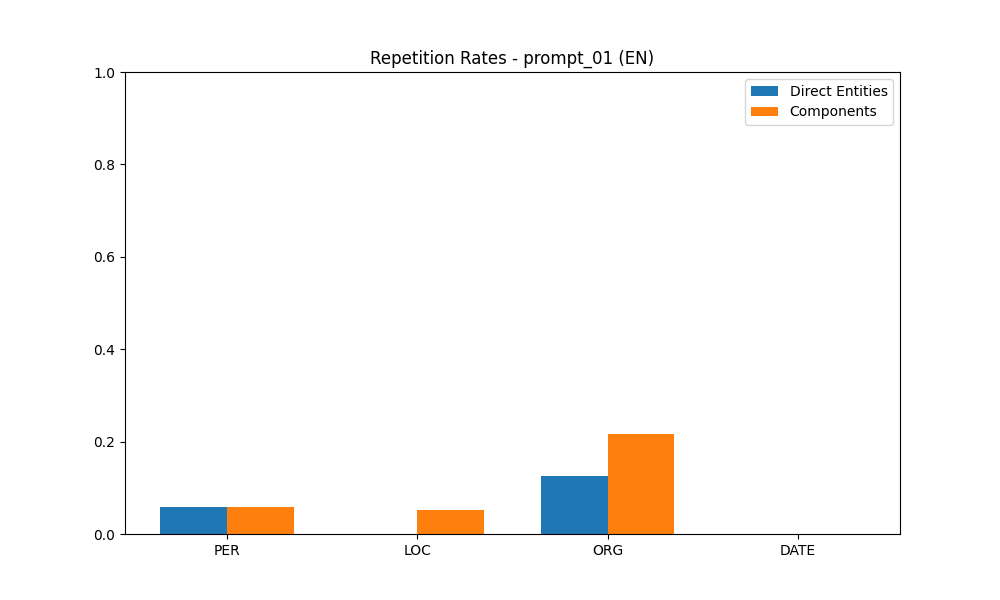 Repetition Rates - prompt_01 (EN)
1.0
0.8
0.6
0.4
0.2
0.0
Direct Entities
Components
PER
LOC
ORG
DATE